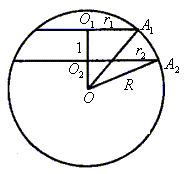 O₁ r₁ A₁
1
O₂ r₂ A₂
O R